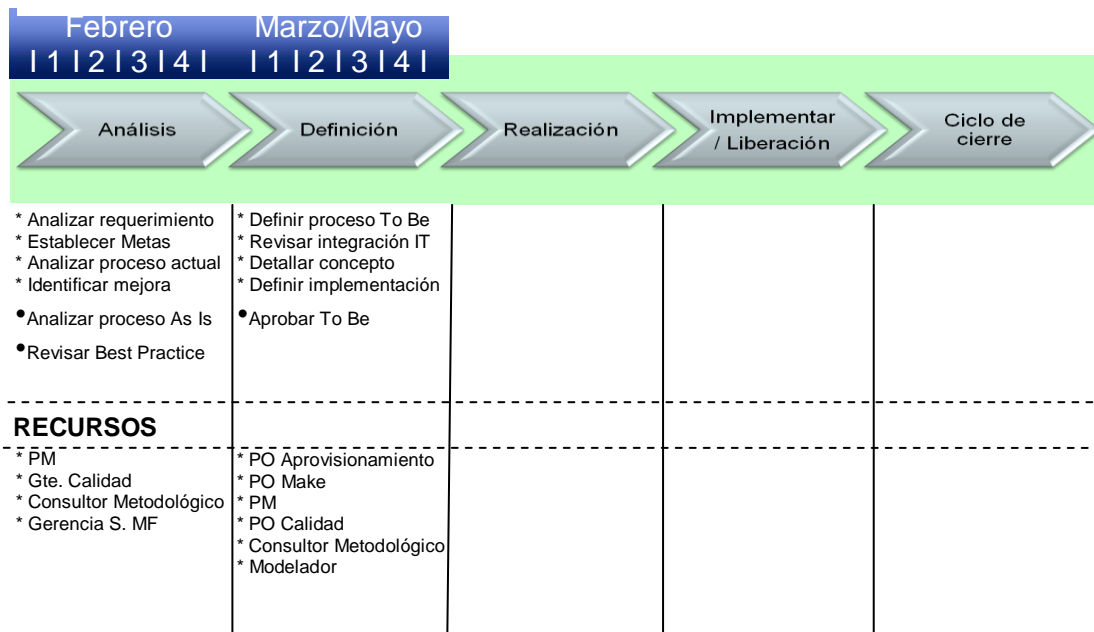 Febrero
I 1 I 2 I 3 I 4 I
Marzo/Mayo
I 1 I 2 I 3 I 4 I
Análisis
Definición
Realización
Implementar
/ Liberación
Ciclo de
cierre
* Analizar requerimiento
* Establecer Metas
* Analizar proceso actual
* Identificar mejora
•Analizar proceso As Is
•Revisar Best Practice
* Definir proceso To Be
* Revisar integración IT
* Detallar concepto
* Definir implementación
•Aprobar To Be
RECURSOS
* PM
* Gte. Calidad
* Consultor Metodológico
* Gerencia S. MF
* PO Aprovisionamiento
* PO Make
* PM
* PO Calidad
* Consultor Metodológico
* Modelador